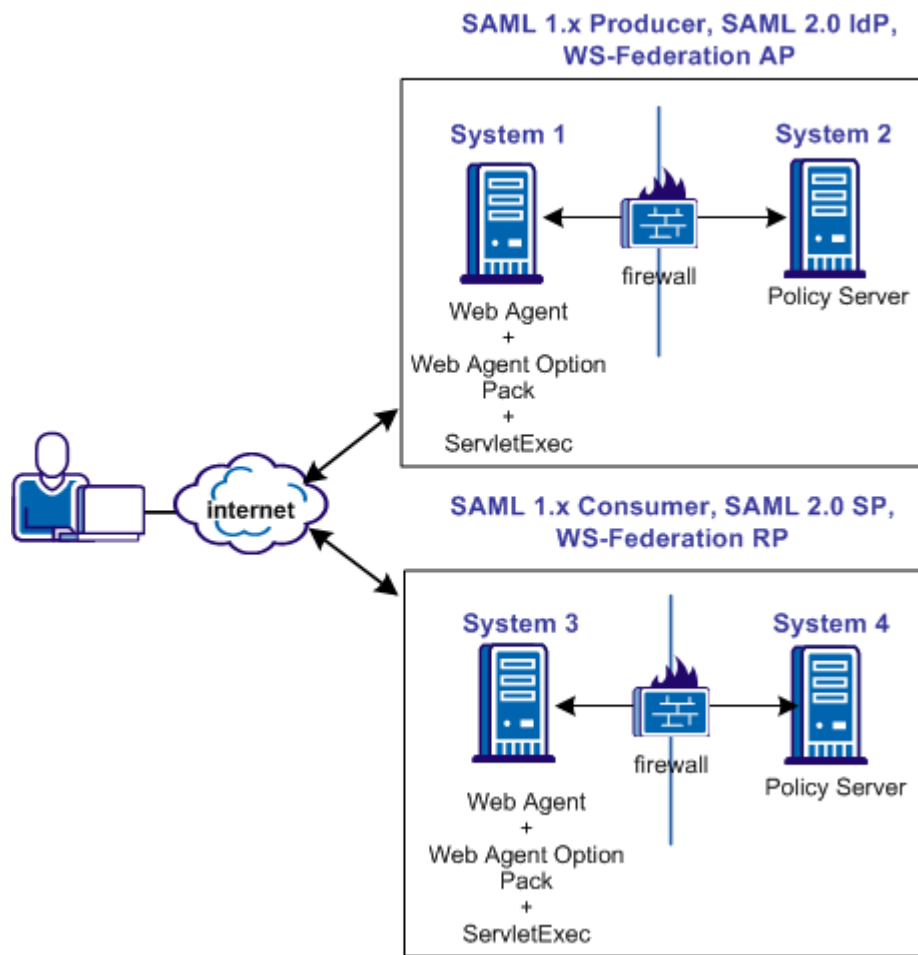 SAML 1.x Producer, SAML 2.0 IdP,
WS-Federation AP
System 1
System 2
firewall
Policy Server
Web Agent
+
Web Agent Option
Pack
+
ServletExec
internet
SAML 1.x Consumer, SAML 2.0 SP,
WS-Federation RP
System 3
System 4
firewall
Policy Server
Web Agent
+
Web Agent Option
Pack
+
ServletExec